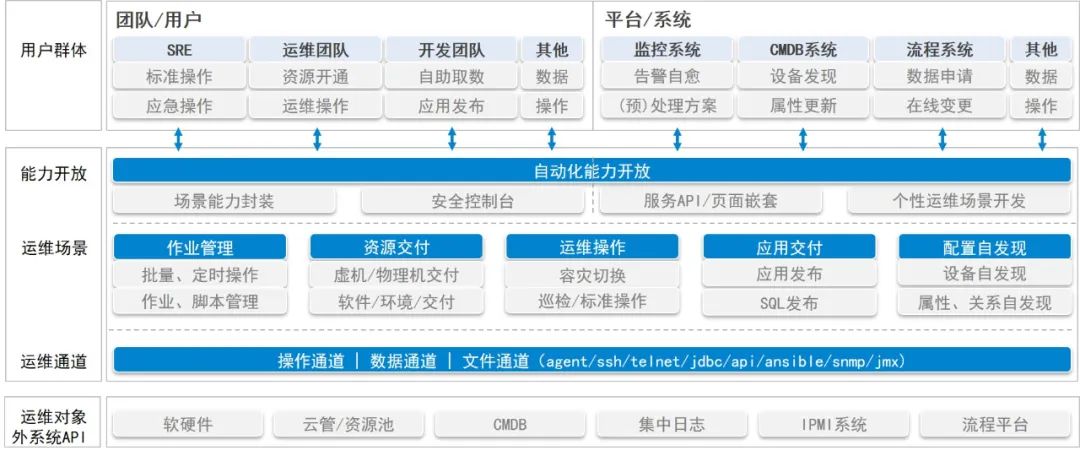 团队/用户
平台/系统
用户群体
SRE
运维团队
开发团队
其他
监控系统
CMDB系统
流程系统
其他
标准操作
资源开通
自助取数
数据
告警自愈
设备发现
数据申请
数据
应急操作
运维操作
应用发布
操作
(预)处理方案
属性更新
在线变更
操作
能力开放
自动化能力开放
场景能力封装
安全控制台
服务API/页面嵌套
个性运维场景开发
运维场景
作业管理
资源交付
运维操作
应用交付
配置自发现
批量、定时操作
虚机/物理机交付
容灾切换
应用发布
设备自发现
作业、脚本管理
软件/环境/交付
巡检/标准操作
SQL发布
属性、关系自发现
运维通道
操作通道 | 数据通道 | 文件通道（agent/ssh/telnet/jdbc/api/ansible/snmp/jmx）
运维对象
外系统API
软硬件
云管/资源池
CMDB
集中日志
IPMI系统
流程平台